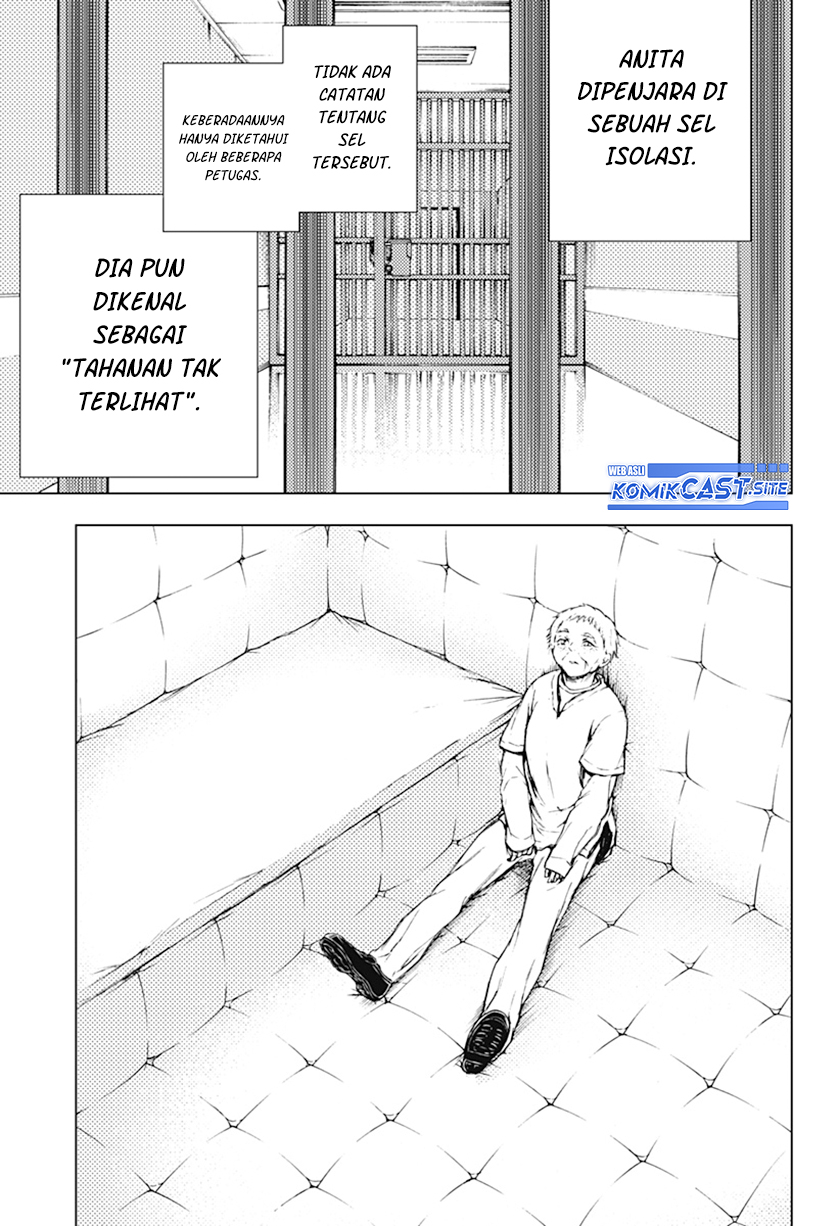 ANITA
DIPENJARA DI
SEBUAH SEL
ISOLASI.
TIDAK ADA
CATATAN
TENTANG
SEL
TERSEBUT.
KEBERADAANNYA
HANYA DIKETAHUI
OLEH BEBERAPA
PETUGAS.
DIA PUN
DIKENAL
SEBAGAI
"TAHANAN TAK
TERLIHAT".
WEB ASLI
KOMIKCAST.SITE